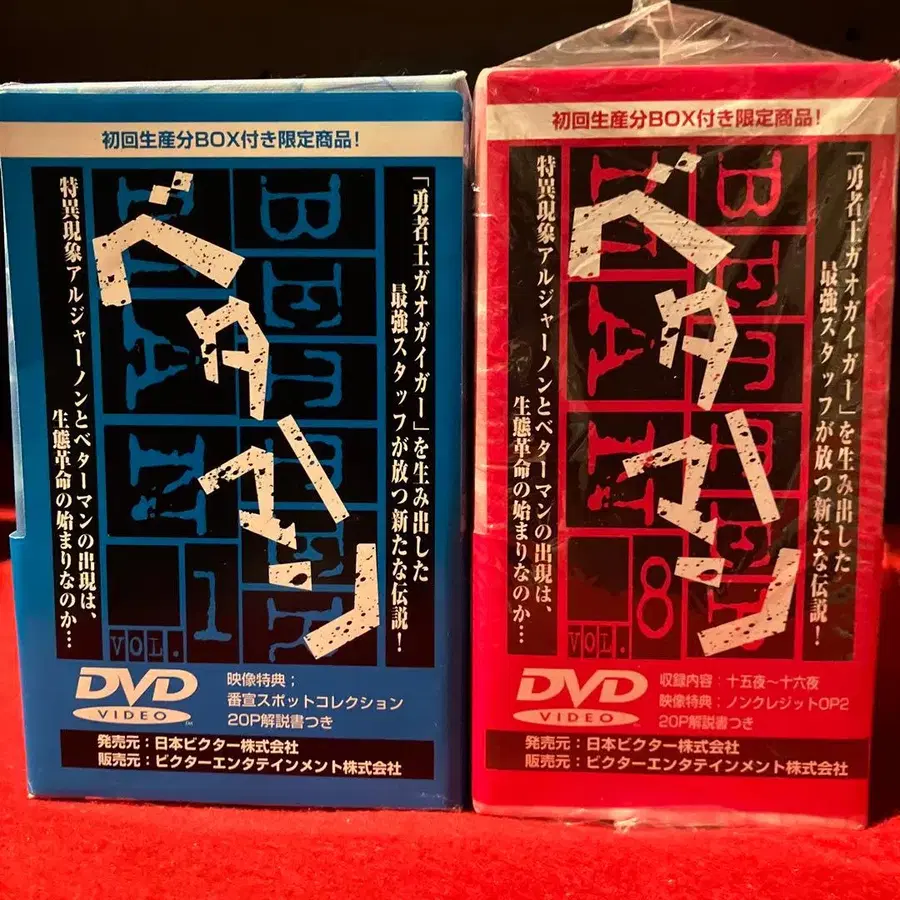 初回生産分BOX付き限定商品!
「勇者王ガオガイガー」を生み出した
最強スタッフが放つ新たな伝説!
BETTER
MAN
ベターマン
特異現象アルジャーノンとベターマンの出現は、
生態革命の始まりなのか…
VOL. 1
DVD
VIDEO
映像特典;
番宣スポットコレクション
20P解説書つき
発売元:日本ビクター株式会社
販売元:ビクターエンタテインメント株式会社
初回生産分BOX付き限定商品!
「勇者王ガオガイガー」を生み出した
最強スタッフが放つ新たな伝説!
BETTER
MAN
ベターマン
特異現象アルジャーノンとベターマンの出現は、
生態革命の始まりなのか…
VOL. 8
DVD
VIDEO
収録内容:十五夜~十六夜
映像特典:ノンクレジットOP2
20P解説書つき
発売元:日本ビクター株式会社
販売元:ビクターエンタテインメント株式会社